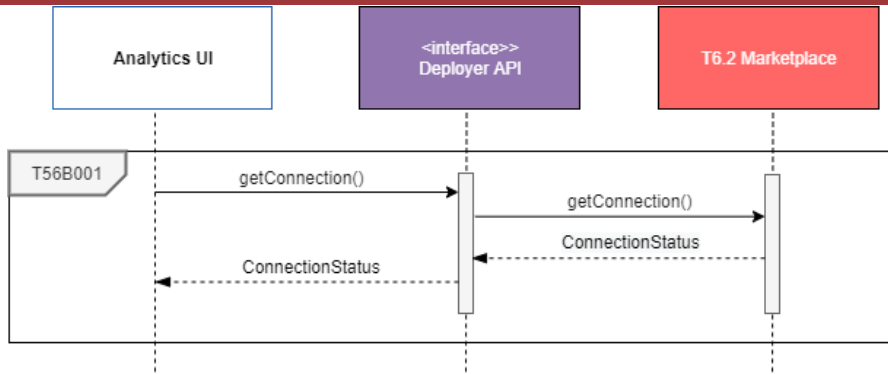 Analytics UI
<interface>>
Deployer API
T6.2 Marketplace
T56B001
getConnection()
getConnection()
ConnectionStatus
ConnectionStatus